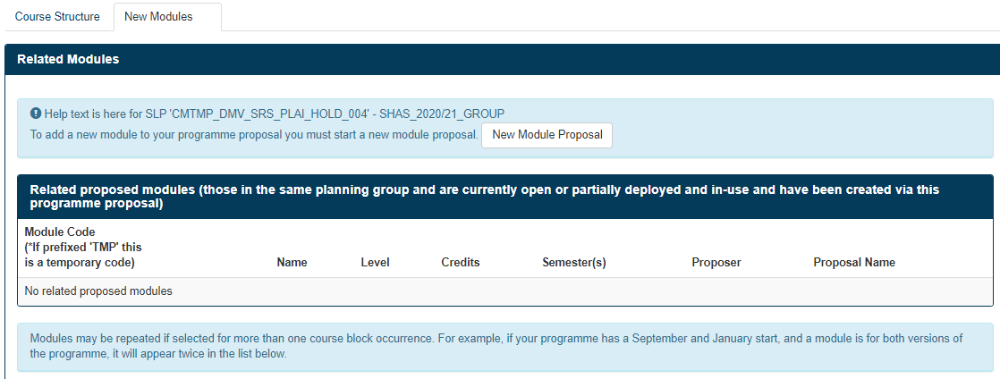 Course Structure
New Modules
Related Modules
Help text is here for SLP 'CMTMP_DMV_SRS_PLAI_HOLD_004' - SHAS_2020/21_GROUP
To add a new module to your programme proposal you must start a new module proposal. New Module Proposal
Related proposed modules (those in the same planning group and are currently open or partially deployed and in-use and have been created via this
programme proposal)
Module Code
(*If prefixed 'TMP' this
is a temporary code) Name Level Credits Semester(s) Proposer Proposal Name
No related proposed modules
Modules may be repeated if selected for more than one course block occurrence. For example, if your programme has a September and January start, and a module is for both versions of
the programme, it will appear twice in the list below.